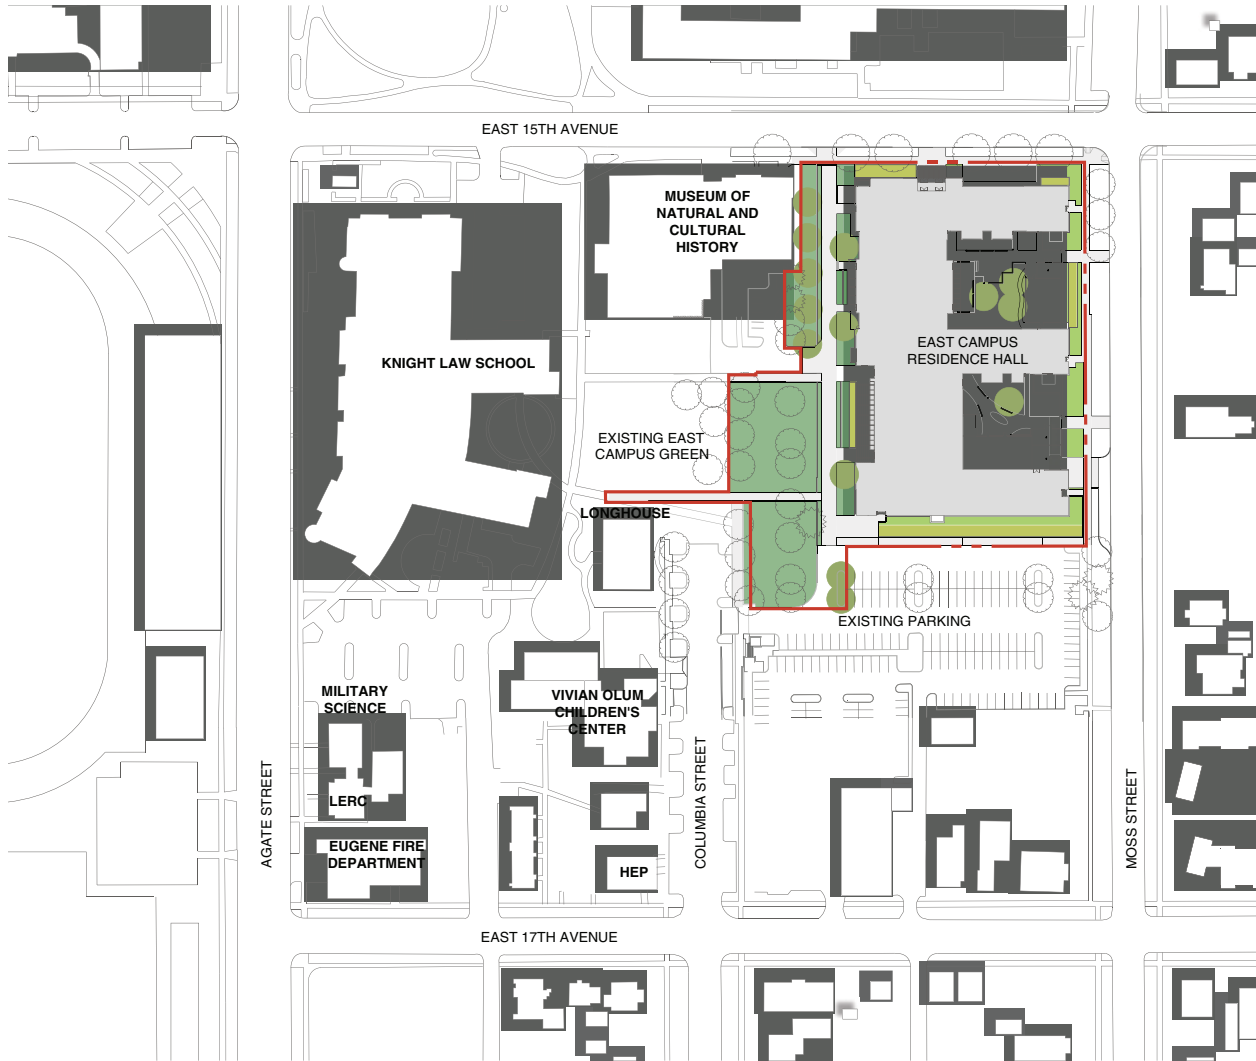 EAST 15TH AVENUE
MUSEUM OF
NATURAL AND
CULTURAL
HISTORY
KNIGHT LAW SCHOOL
EAST CAMPUS
RESIDENCE HALL
EXISTING EAST
CAMPUS GREEN
LONGHOUSE
EXISTING PARKING
MILITARY
SCIENCE
VIVIAN OLUM
CHILDREN'S
CENTER
LERC
EUGENE FIRE
DEPARTMENT
HEP
AGATE STREET
COLUMBIA STREET
MOSS STREET
EAST 17TH AVENUE